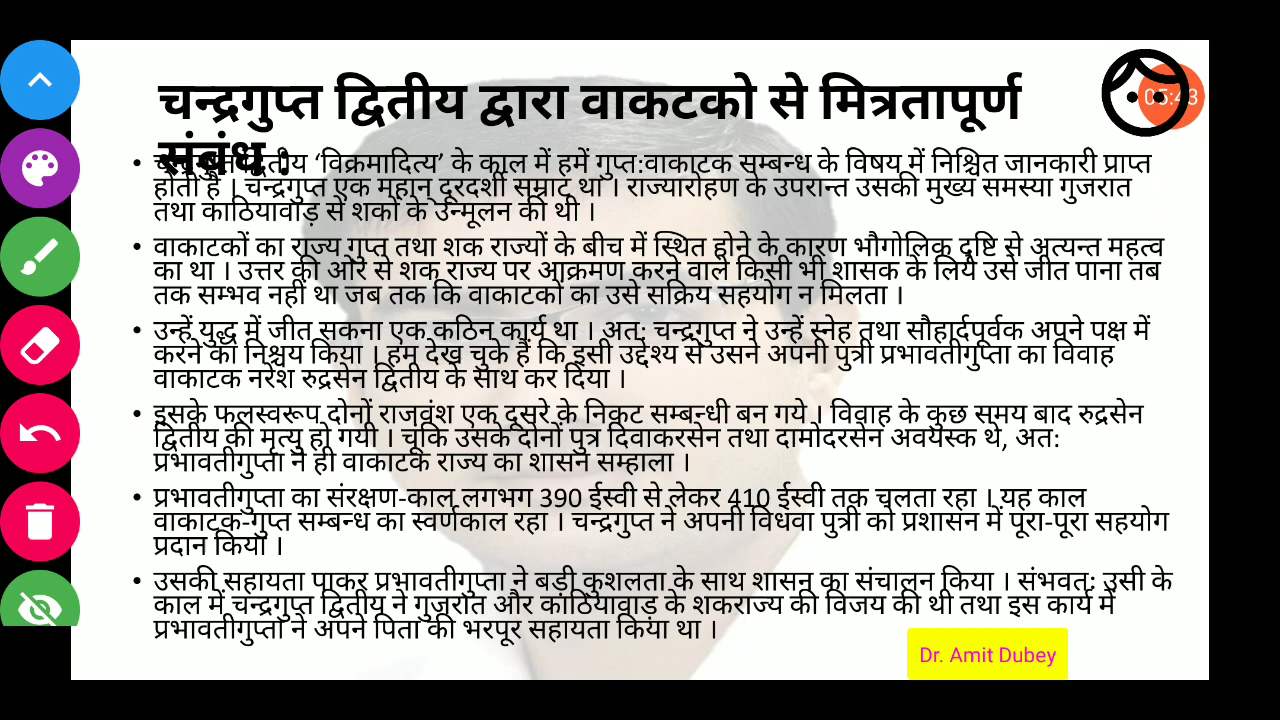 चन्द्रगुप्त द्वितीय द्वारा वाकटको से मित्रतापूर्ण
संबंध :
05:43
• चन्द्रगुप्त द्वितीय ‘विक्रमादित्य’ के काल में हमें गुप्त:वाकाटक सम्बन्ध के विषय में निश्चित जानकारी प्राप्त
होती है । चन्द्रगुप्त एक महान् दूरदर्शी सम्राट था । राज्यारोहण के उपरान्त उसकी मुख्य समस्या गुजरात
तथा काठियावाड़ से शकों के उन्मूलन की थी ।
• वाकाटकों का राज्य गुप्त तथा शक राज्यों के बीच में स्थित होने के कारण भौगोलिक दृष्टि से अत्यन्त महत्व
का था । उत्तर की ओर से शक राज्य पर आक्रमण करने वाले किसी भी शासक के लिये उसे जीत पाना तब
तक सम्भव नहीं था जब तक कि वाकाटकों का उसे सक्रिय सहयोग न मिलता ।
• उन्हें युद्ध में जीत सकना एक कठिन कार्य था । अत: चन्द्रगुप्त ने उन्हें स्नेह तथा सौहार्दपूर्वक अपने पक्ष में
करने का निश्चय किया । हम देख चुके हैं कि इसी उद्देश्य से उसने अपनी पुत्री प्रभावतीगुप्ता का विवाह
वाकाटक नरेश रुद्रसेन द्वितीय के साथ कर दिया ।
• इसके फलस्वरूप दोनों राजवंश एक दूसरे के निकट सम्बन्धी बन गये । विवाह के कुछ समय बाद रुद्रसेन
द्वितीय की मृत्यु हो गयी । चूंकि उसके दोनों पुत्र दिवाकरसेन तथा दामोदरसेन अवयस्क थे, अत:
प्रभावतीगुप्ता ने ही वाकाटक राज्य का शासन सम्हाला ।
• प्रभावतीगुप्ता का संरक्षण-काल लगभग 390 ईस्वी से लेकर 410 ईस्वी तक चलता रहा । यह काल
वाकाटक-गुप्त सम्बन्ध का स्वर्णकाल रहा । चन्द्रगुप्त ने अपनी विधवा पुत्री को प्रशासन में पूरा-पूरा सहयोग
प्रदान किया ।
• उसकी सहायता पाकर प्रभावतीगुप्ता ने बड़ी कुशलता के साथ शासन का संचालन किया । संभवत: उसी के
काल में चन्द्रगुप्त द्वितीय ने गुजरात और काठियावाड़ के शकराज्य की विजय की थी तथा इस कार्य में
प्रभावतीगुप्ता ने अपने पिता की भरपूर सहायता किया था ।
Dr. Amit Dubey